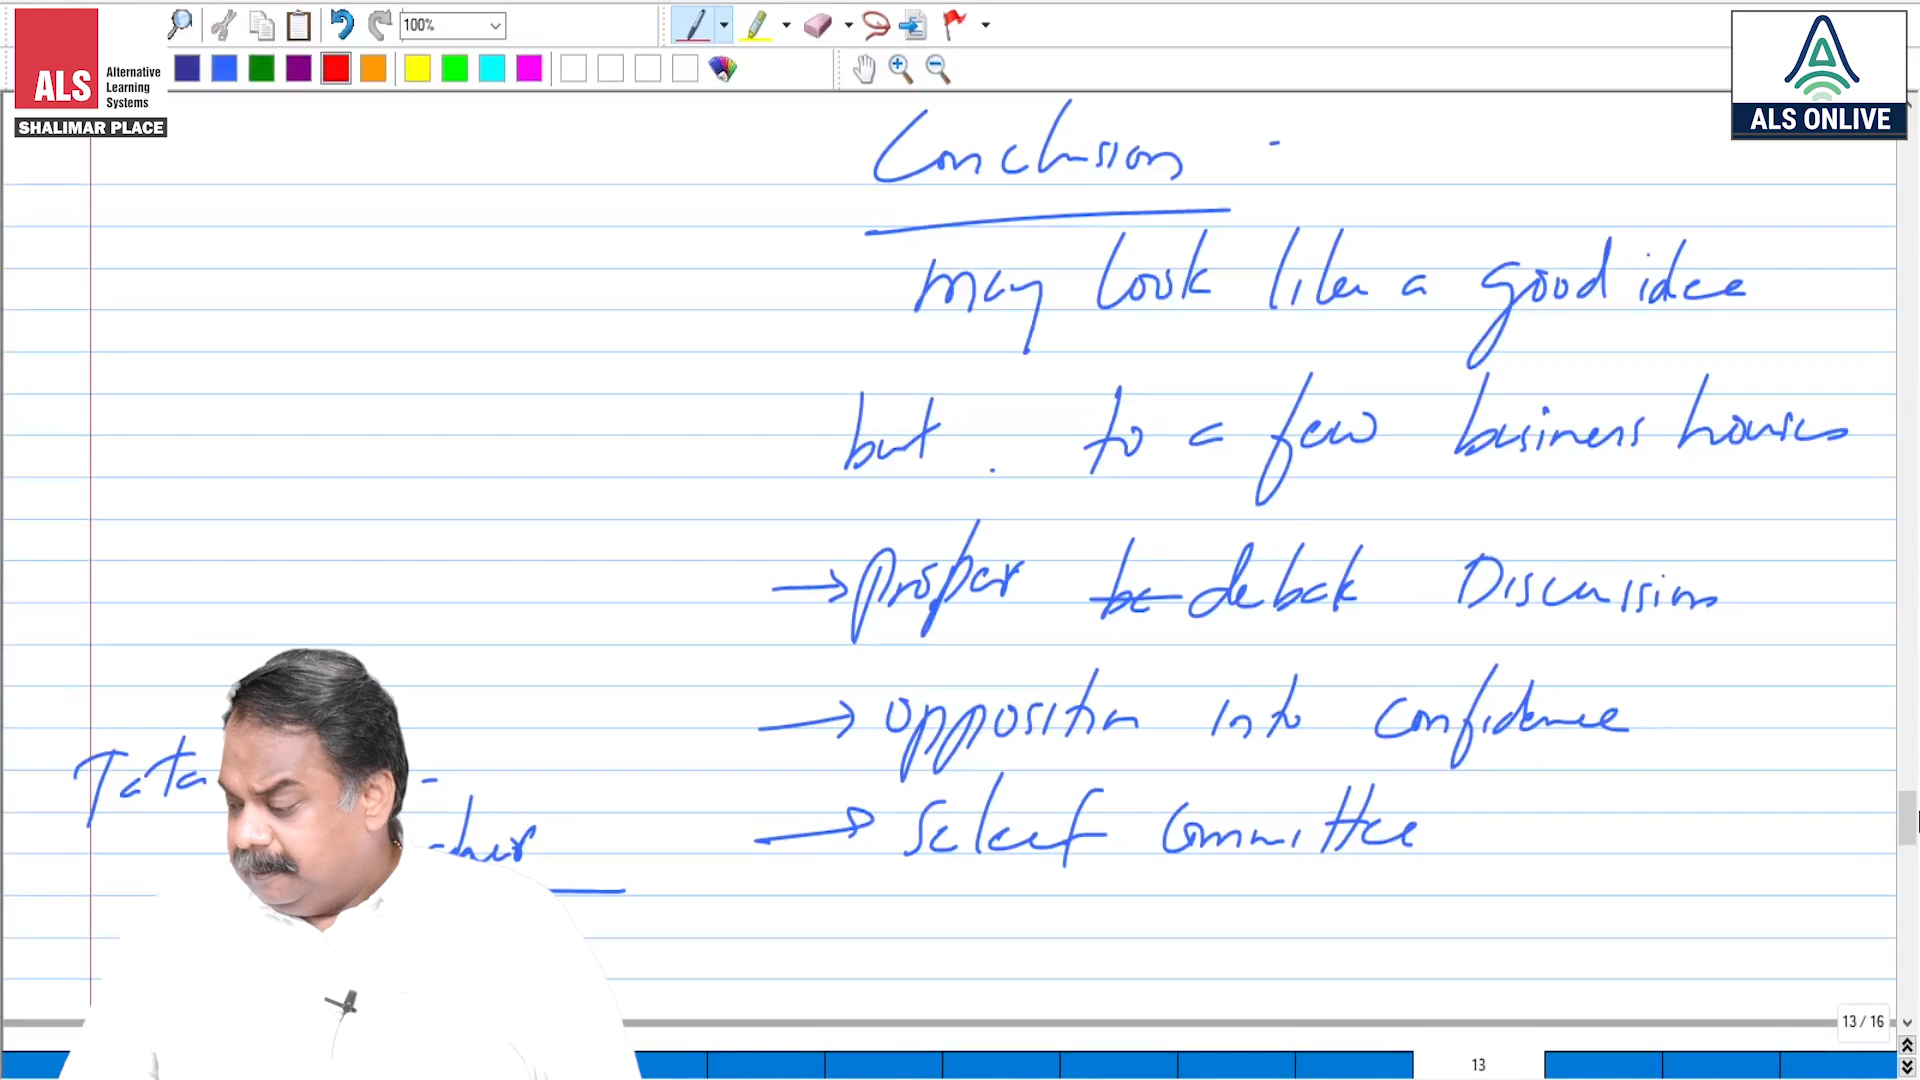 100%
ALS
Alternative
Learning
Systems
SHALIMAR PLACE
ALS ONLIVE
Conclusion -
may look like a good idea
but . to a few business houses
→ proper be debate Discussion
→ opposition into confidence
Tata -
→ Select Committee
13 / 16
13